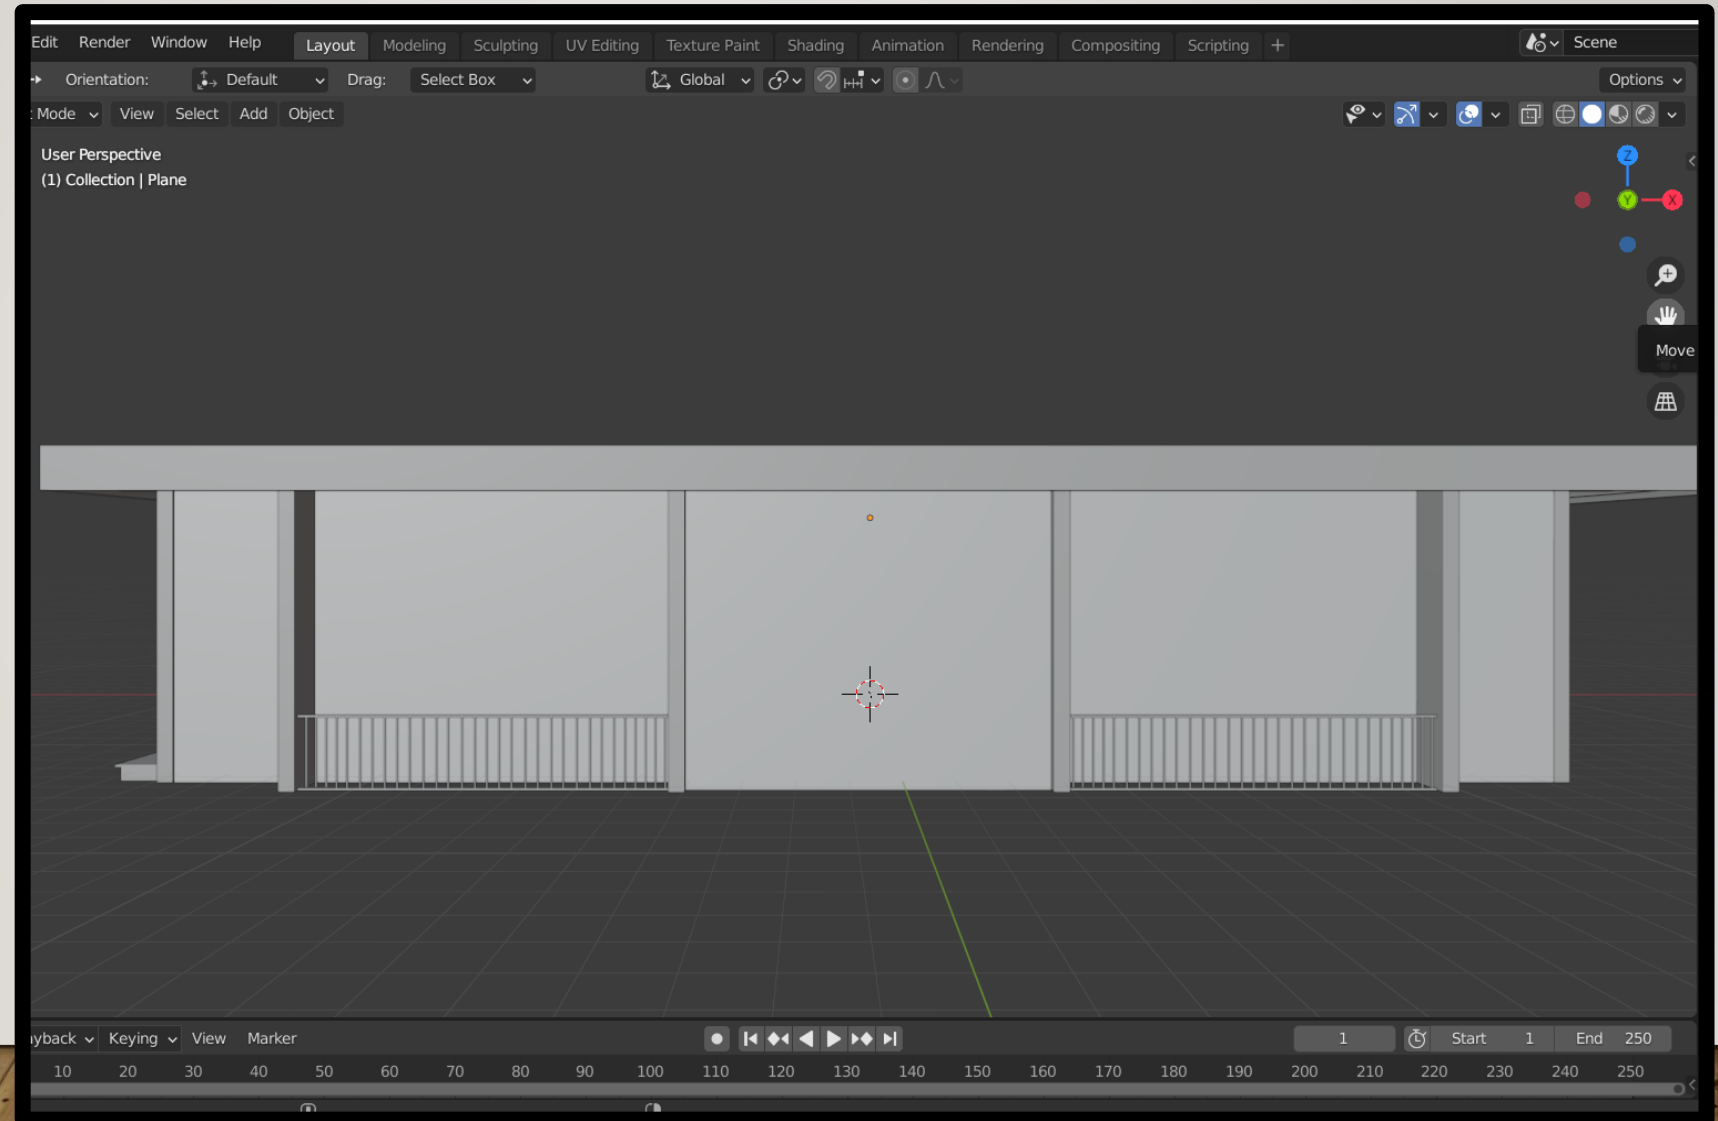 Edit Render Window Help Layout Modeling Sculpting UV Editing Texture Paint Shading Animation Rendering Compositing Scripting + Scene
Orientation: Default Drag: Select Box Global Options
Mode View Select Add Object
User Perspective
(1) Collection | Plane
Z
Y X
Move
yback Keying View Marker 1 Start 1 End 250
10 20 30 40 50 60 70 80 90 100 110 120 130 140 150 160 170 180 190 200 210 220 230 240 250